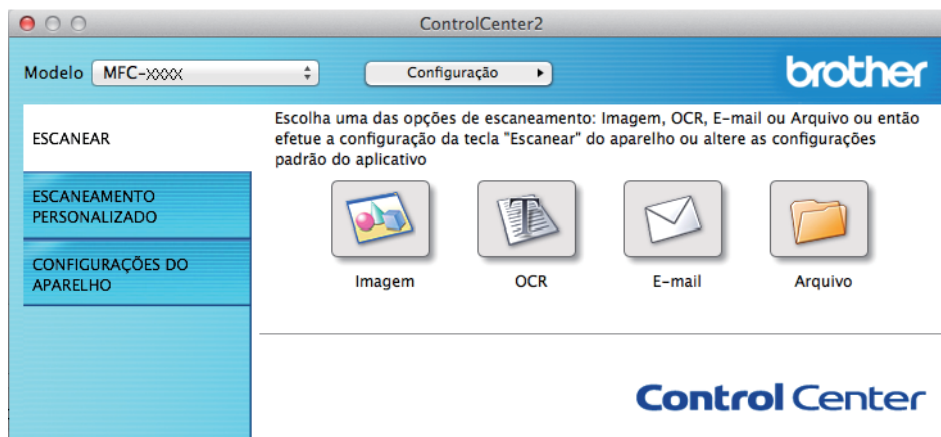 ControlCenter2
Modelo MFC-XXXX Configuração
brother
ESCANEAR
ESCANEAMENTO
PERSONALIZADO
CONFIGURAÇÕES DO
APARELHO
Escolha uma das opções de escaneamento: Imagem, OCR, E-mail ou Arquivo ou então
efetue a configuração da tecla "Escanear" do aparelho ou altere as configurações
padrão do aplicativo
Imagem OCR E-mail Arquivo
Control Center